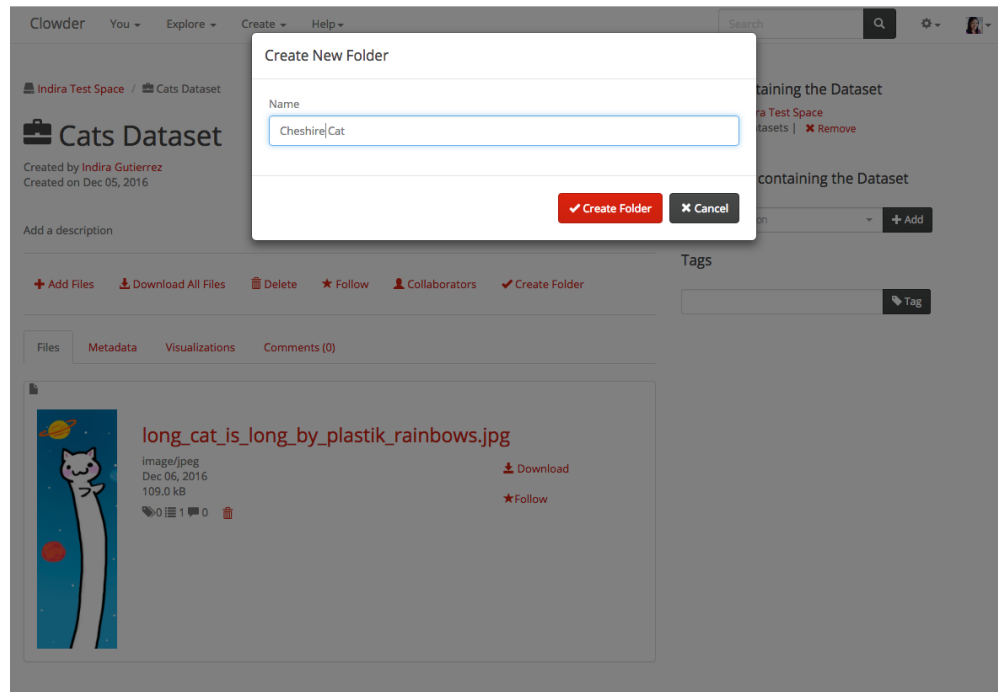 Clowder You Explore Create Help Search
Create New Folder
Name
Cheshire Cat
Create Folder Cancel
Indira Test Space / Cats Dataset
Cats Dataset
Created by Indira Gutierrez
Created on Dec 05, 2016
Add a description
Add Files Download All Files Delete Follow Collaborators Create Folder
Files Metadata Visualizations Comments (0)
long_cat_is_long_by_plastik_rainbows.jpg
image/jpeg
Dec 06, 2016
109.0 kB
0 1 0
Download
Follow
containing the Dataset
Test Space
| Remove
containing the Dataset
Add
Tags
Tag